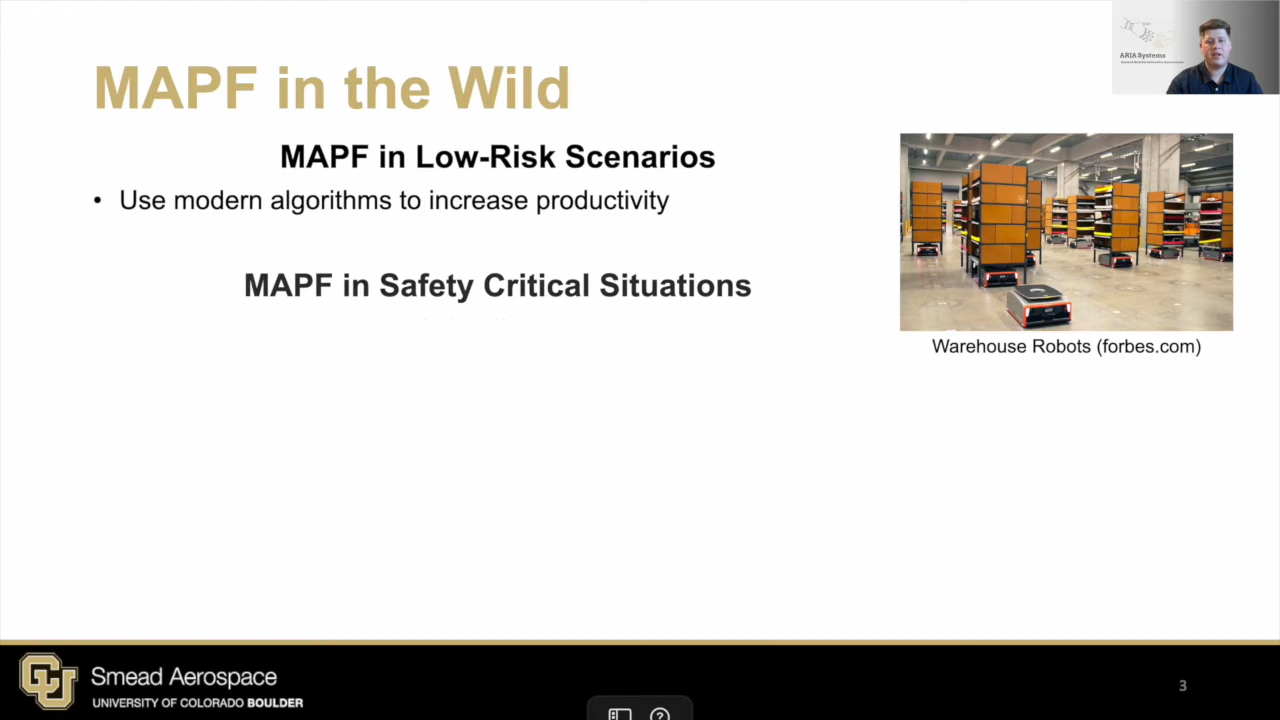 MAPF in the Wild
MAPF in Low-Risk Scenarios
• Use modern algorithms to increase productivity
MAPF in Safety Critical Situations
ARIA Systems
Warehouse Robots (forbes.com)
CU
Smead Aerospace
UNIVERSITY OF COLORADO BOULDER
3
?